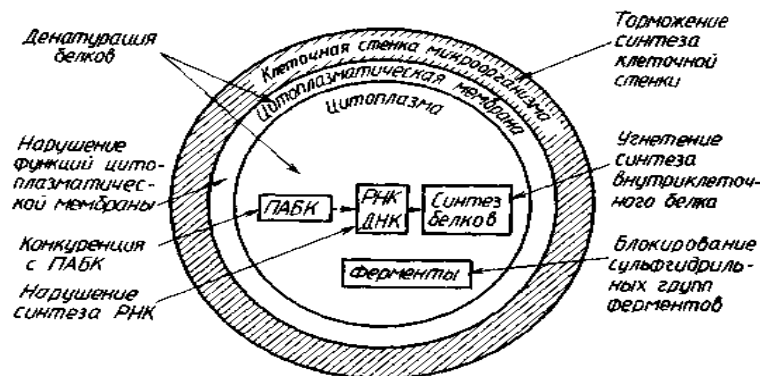 Денатурация
белков
Нарушение
функций цито-
плазматичес-
кой мембраны
Конкуренция
с ПАБК
Нарушение
синтеза РНК
Клеточная стенка микроорганизма
Цитоплазматическая мембрана
Цитоплазма
ПАБК
РНК
ДНК
Синтез
белков
Ферменты
Торможение
синтеза
клеточной
стенки
Угнетение
синтеза
внутриклеточ-
ного белка
Блокирование
сульфгидриль-
ных групп
ферментов